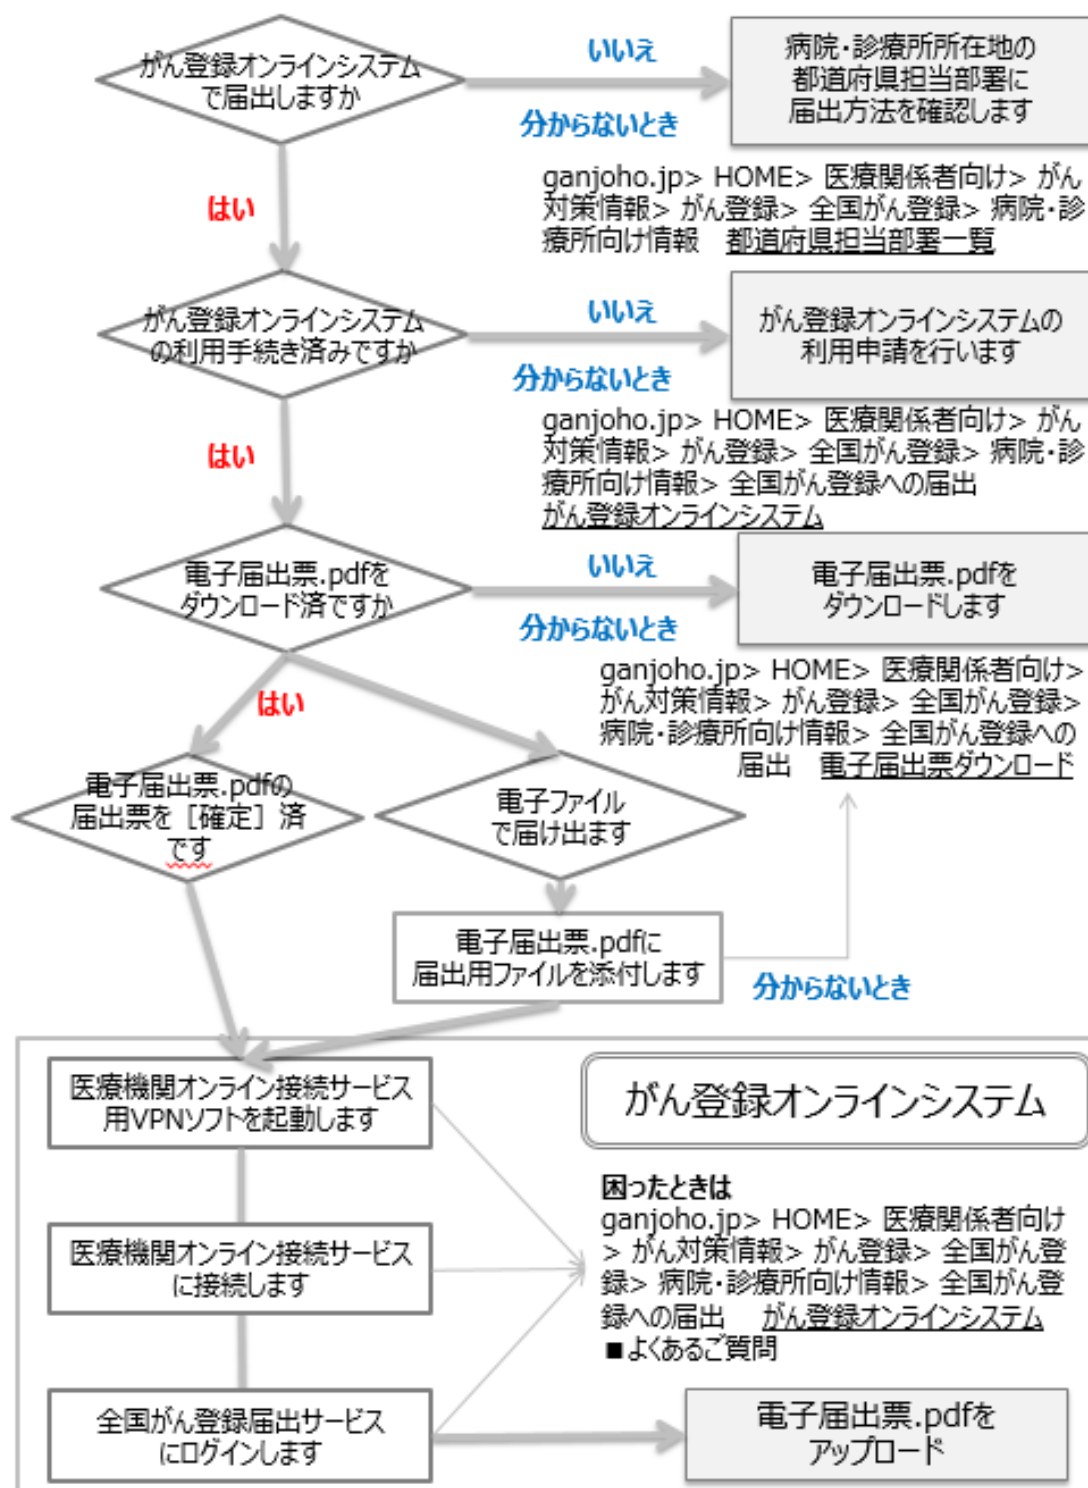 がん登録オンラインシステム
で届出しますか
いいえ
分からないとき
病院・診療所所在地の
都道府県担当部署に
届出方法を確認します
ganjoho.jp> HOME> 医療関係者向け> がん
対策情報> がん登録> 全国がん登録> 病院・診
療所向け情報　都道府県担当部署一覧
はい
がん登録オンラインシステム
の利用手続き済みですか
いいえ
分からないとき
がん登録オンラインシステムの
利用申請を行います
ganjoho.jp> HOME> 医療関係者向け> がん
対策情報> がん登録> 全国がん登録> 病院・診
療所向け情報> 全国がん登録への届出
がん登録オンラインシステム
はい
電子届出票.pdfを
ダウンロード済ですか
いいえ
分からないとき
電子届出票.pdfを
ダウンロードします
ganjoho.jp> HOME> 医療関係者向け>
がん対策情報> がん登録> 全国がん登録>
病院・診療所向け情報> 全国がん登録への
届出　電子届出票ダウンロード
はい
電子届出票.pdfの
届出票を［確定］済
です
電子ファイル
で届け出ます
電子届出票.pdfに
届出用ファイルを添付します
分からないとき
医療機関オンライン接続サービス
用VPNソフトを起動します
がん登録オンラインシステム
困ったときは
ganjoho.jp> HOME> 医療関係者向け
> がん対策情報> がん登録> 全国がん登
録> 病院・診療所向け情報> 全国がん登
録への届出　がん登録オンラインシステム
■よくあるご質問
医療機関オンライン接続サービス
に接続します
全国がん登録届出サービス
にログインします
電子届出票.pdfを
アップロード